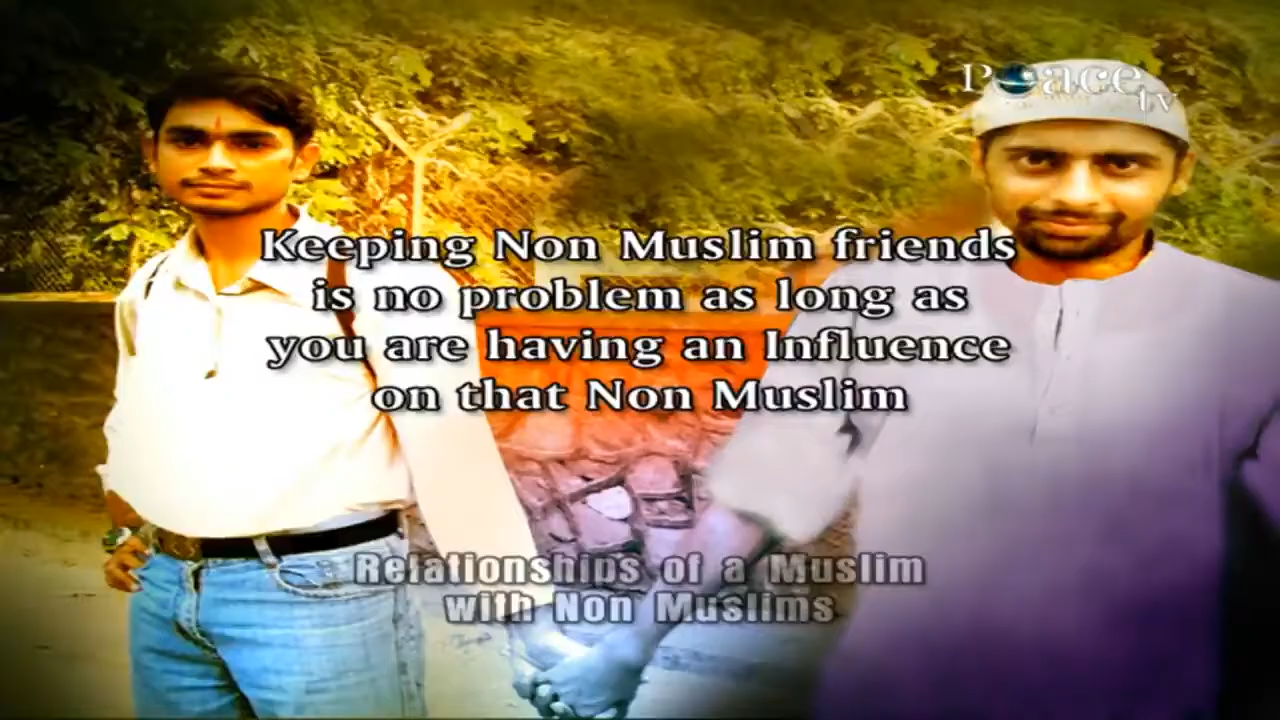 Peace tv
Keeping Non Muslim friends
is no problem as long as
you are having an Influence
on that Non Muslim
Relationships of a Muslim
with Non Muslims